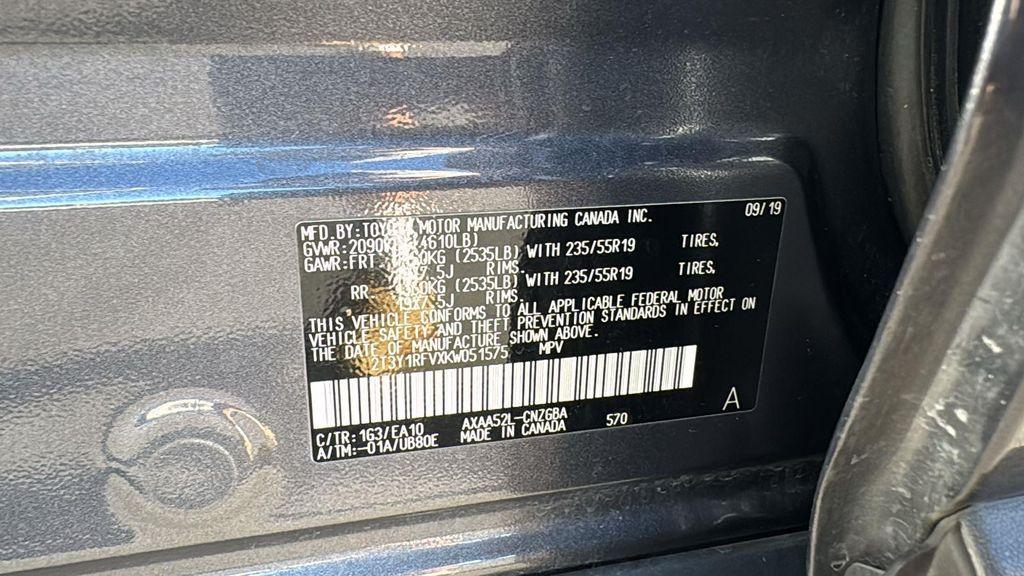 MFD. BY: TOYOTA MOTOR MANUFACTURING CANADA INC. 09/19
GVWR: 2090KG (4610LB)
GAWR: FRT 1150KG (2535LB) WITH 235/55R19 TIRES,
19X7.5J RIMS,
RR 1150KG (2535LB) WITH 235/55R19 TIRES,
19X7.5J RIMS,
THIS VEHICLE CONFORMS TO ALL APPLICABLE FEDERAL MOTOR
VEHICLE SAFETY AND THEFT PREVENTION STANDARDS IN EFFECT ON
THE DATE OF MANUFACTURE SHOWN ABOVE.
2T3Y1RFVXKW051575 MPV
C/TR: 1G3/EA10 AXAA52L-CNZGBA 570 A
A/TM: -01A/UB80E MADE IN CANADA